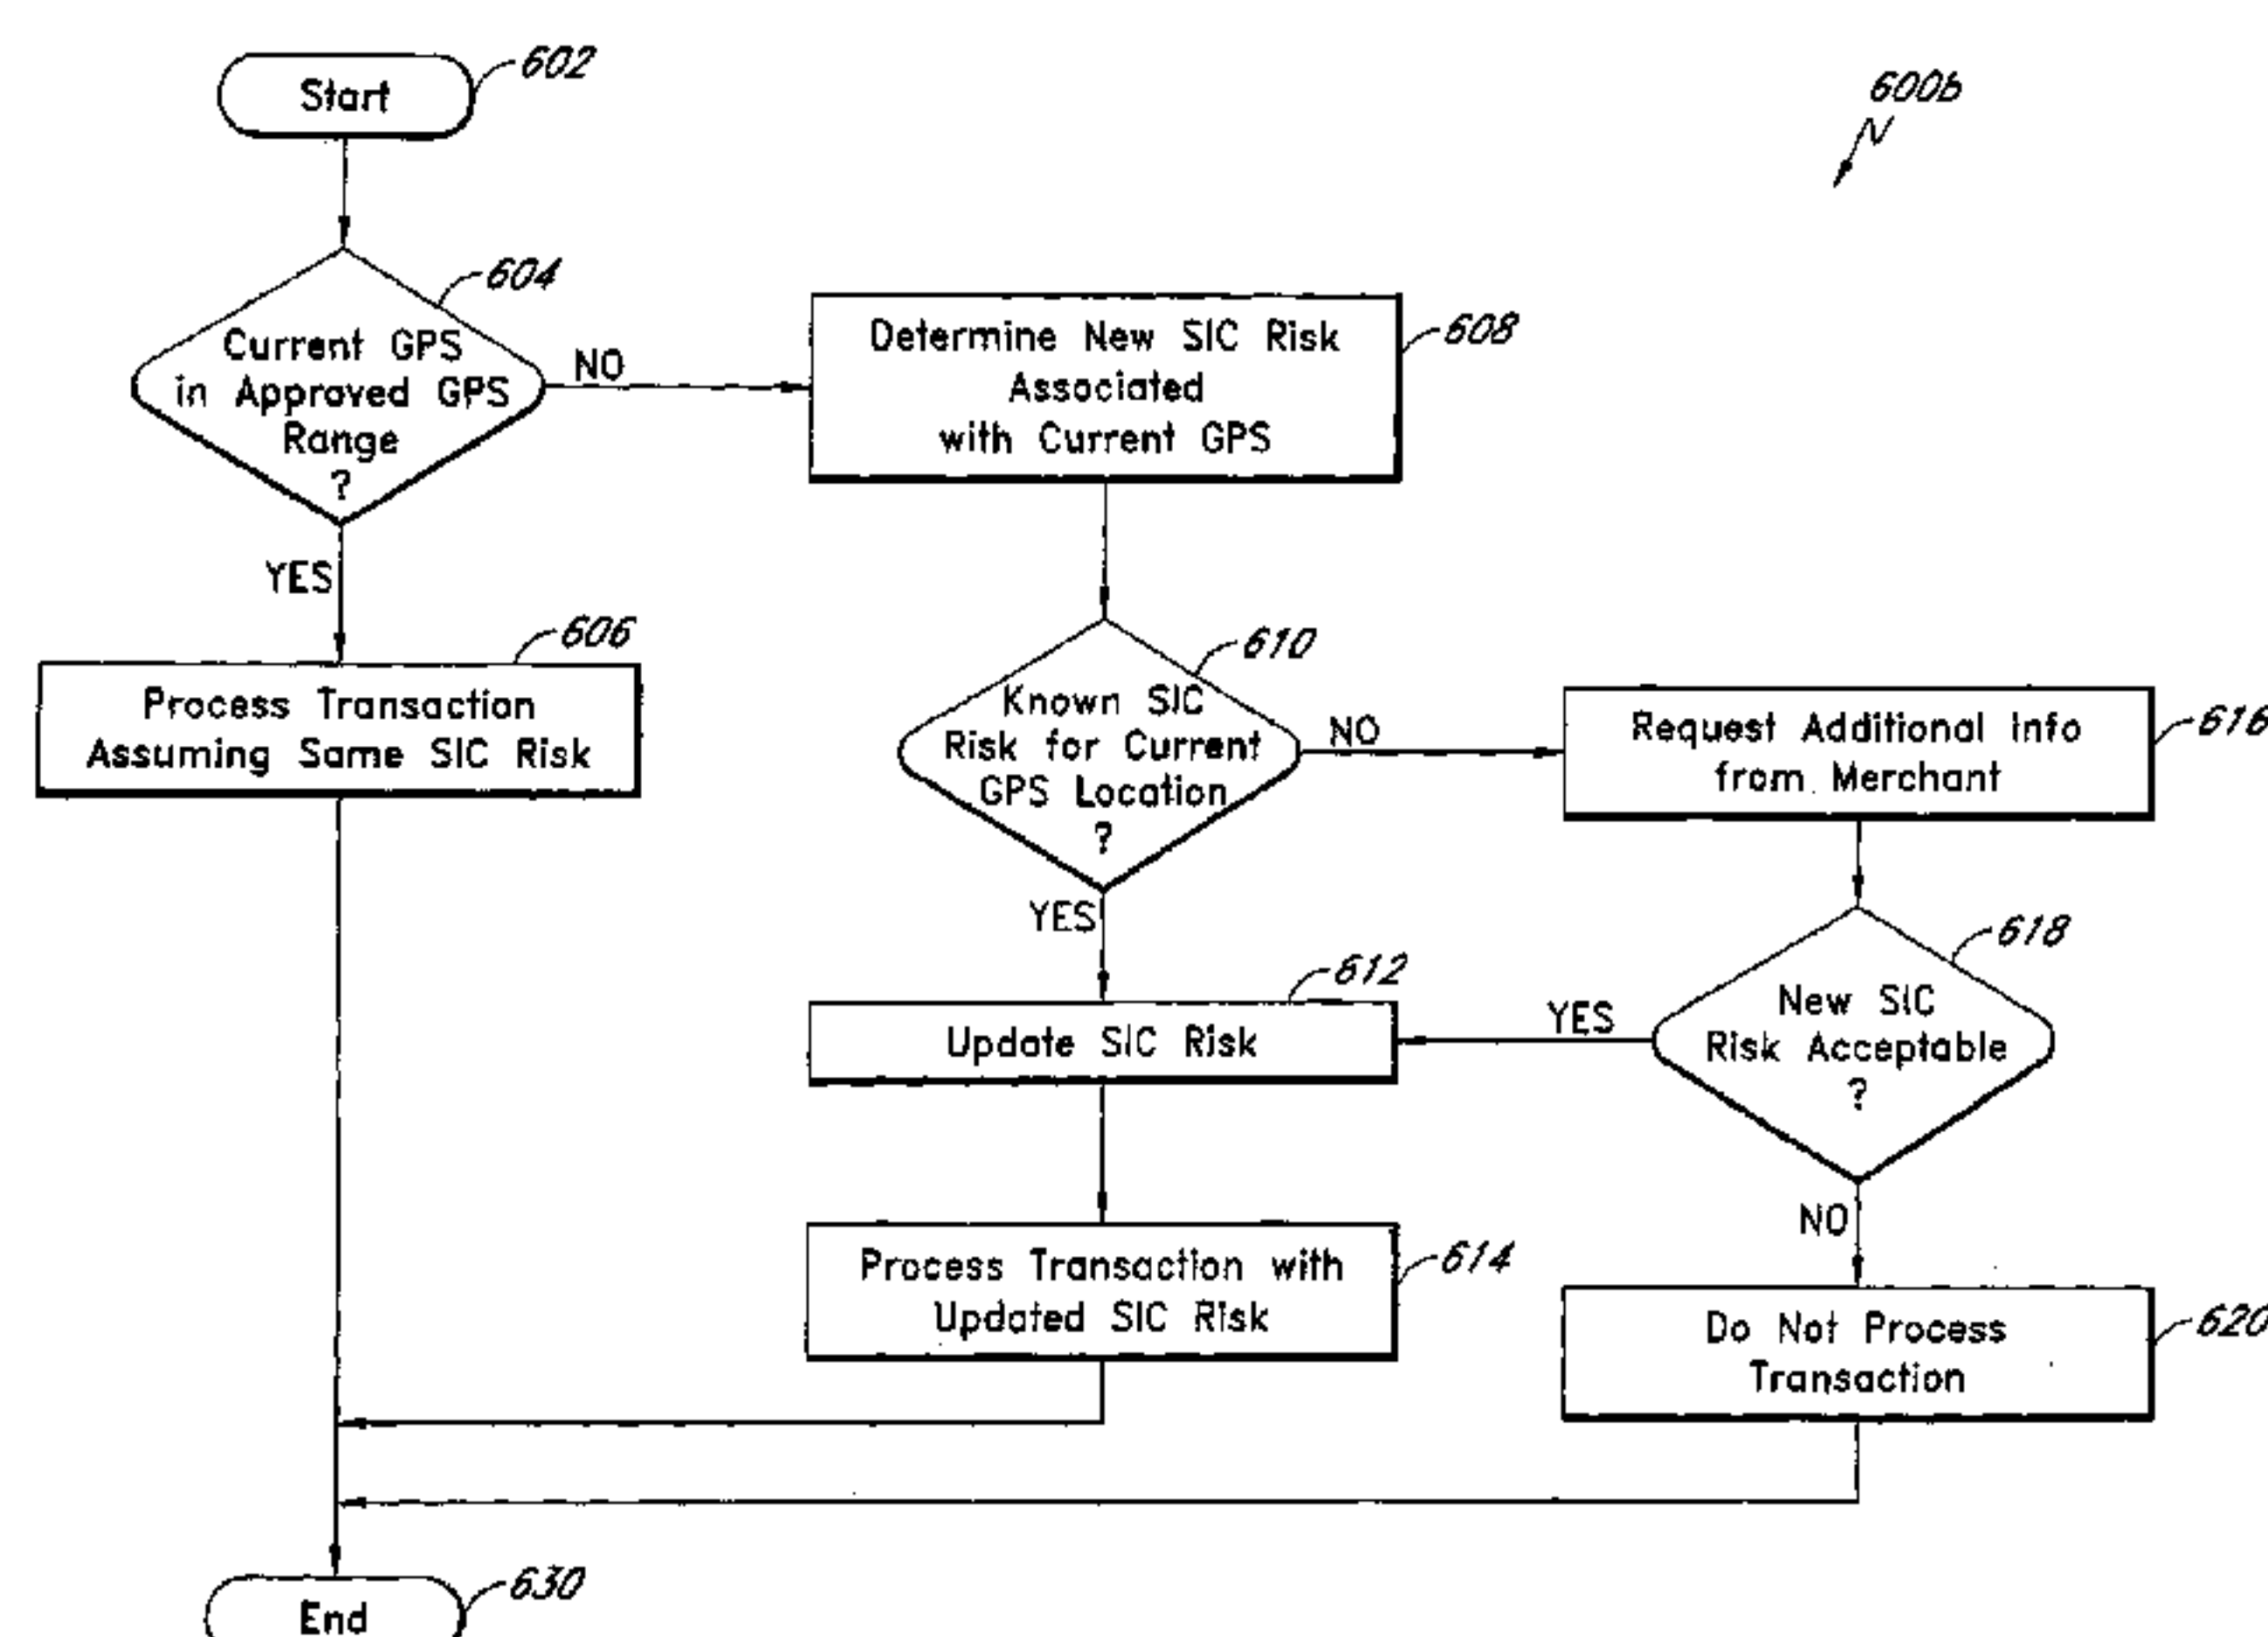 602
Start
600b
604
Current GPS
in Approved GPS
Range
?
NO
Determine New SIC Risk
Associated
with Current GPS
608
YES
606
Process Transaction
Assuming Same SIC Risk
610
Known SIC
Risk for Current
GPS Location
?
NO
Request Additional Info
from Merchant
616
YES
618
612
New SIC
Risk Acceptable
?
YES
Update SIC Risk
NO
Process Transaction with
Updated SIC Risk
614
Do Not Process
Transaction
620
630
End